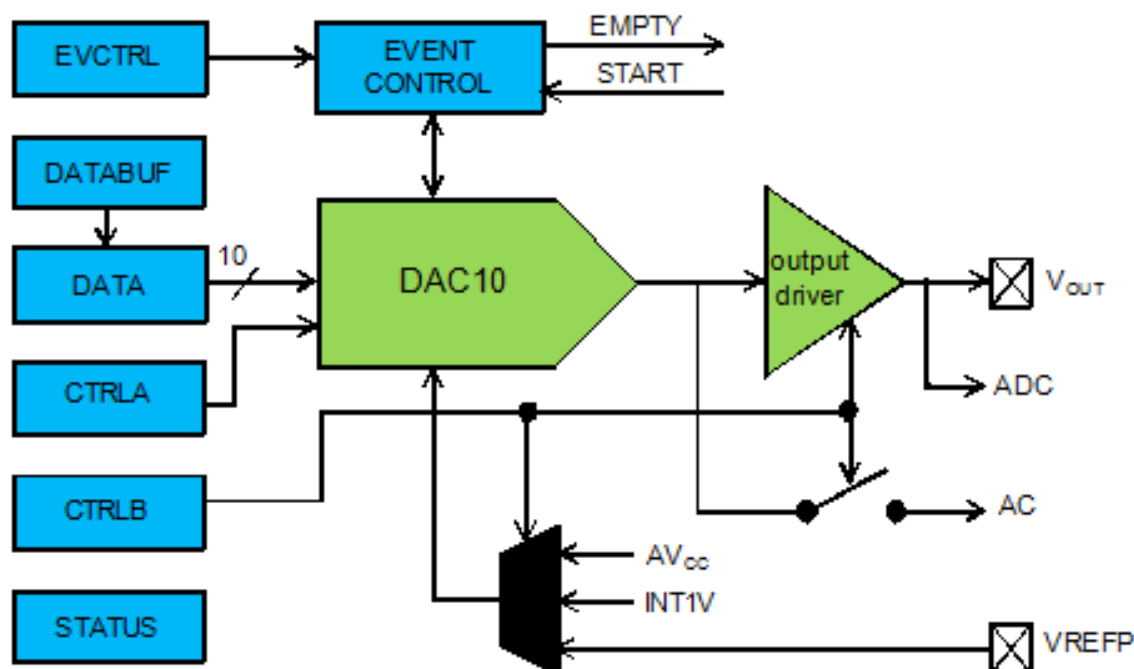 EMPTY
EVCTRL
EVENT
CONTROL
START
DATABUF
10
DATA
DAC10
output
driver
VOUT
CTRLA
ADC
CTRLB
AC
AVCC
INT1V
STATUS
VREFP